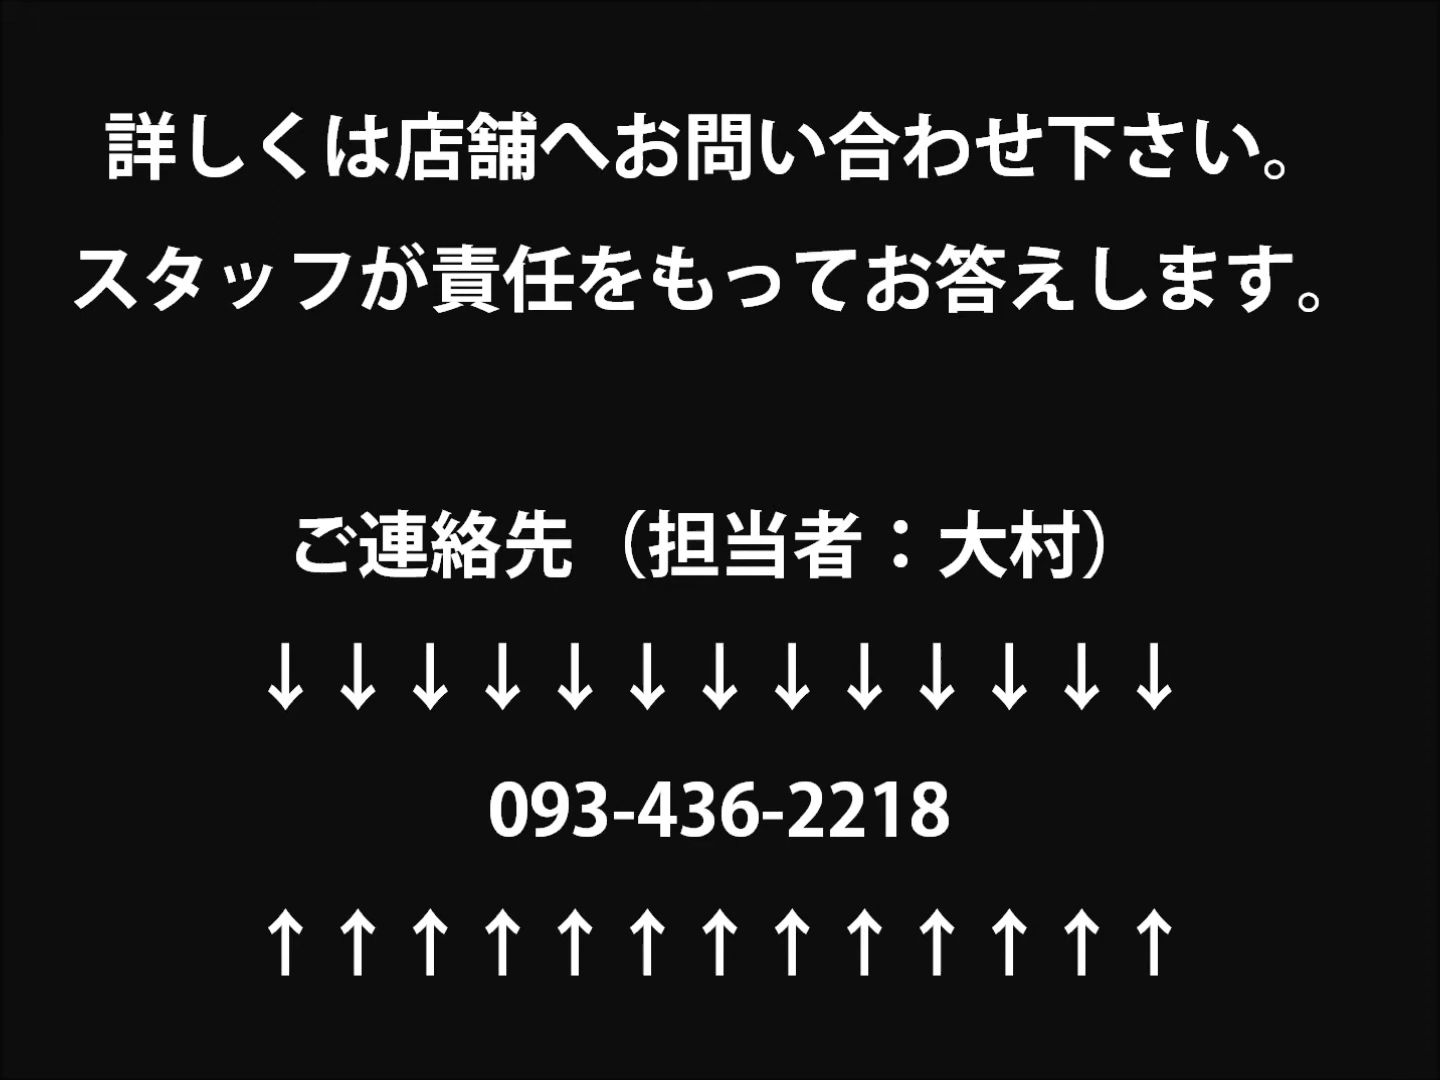 詳しくは店舗へお問い合わせ下さい。
スタッフが責任をもってお答えします。
ご連絡先（担当者：大村）
↓↓↓↓↓↓↓↓↓↓↓↓↓
093-436-2218
↑↑↑↑↑↑↑↑↑↑↑↑↑